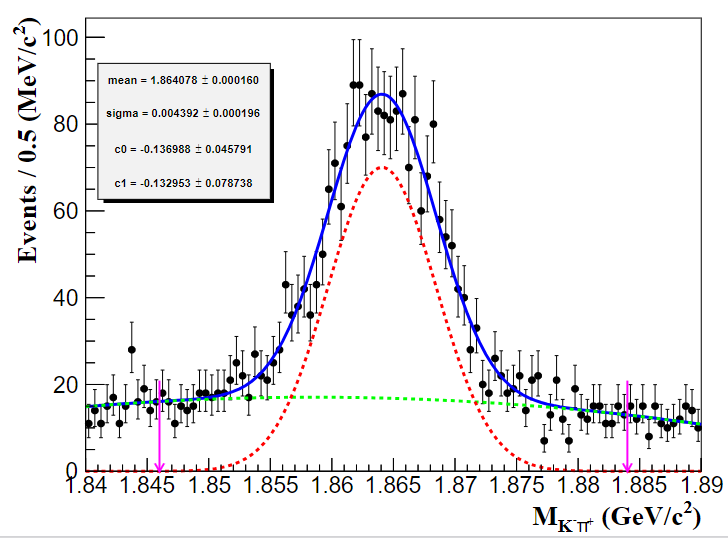 Events / 0.5 (MeV/c²)
100
80
60
40
20
0
mean = 1.864078 ± 0.000160
sigma = 0.004392 ± 0.000196
c0 = -0.136988 ± 0.045791
c1 = -0.132953 ± 0.078738
1.84 1.845 1.85 1.855 1.86 1.865 1.87 1.875 1.88 1.885 1.89
M_K⁻π⁺ (GeV/c²)